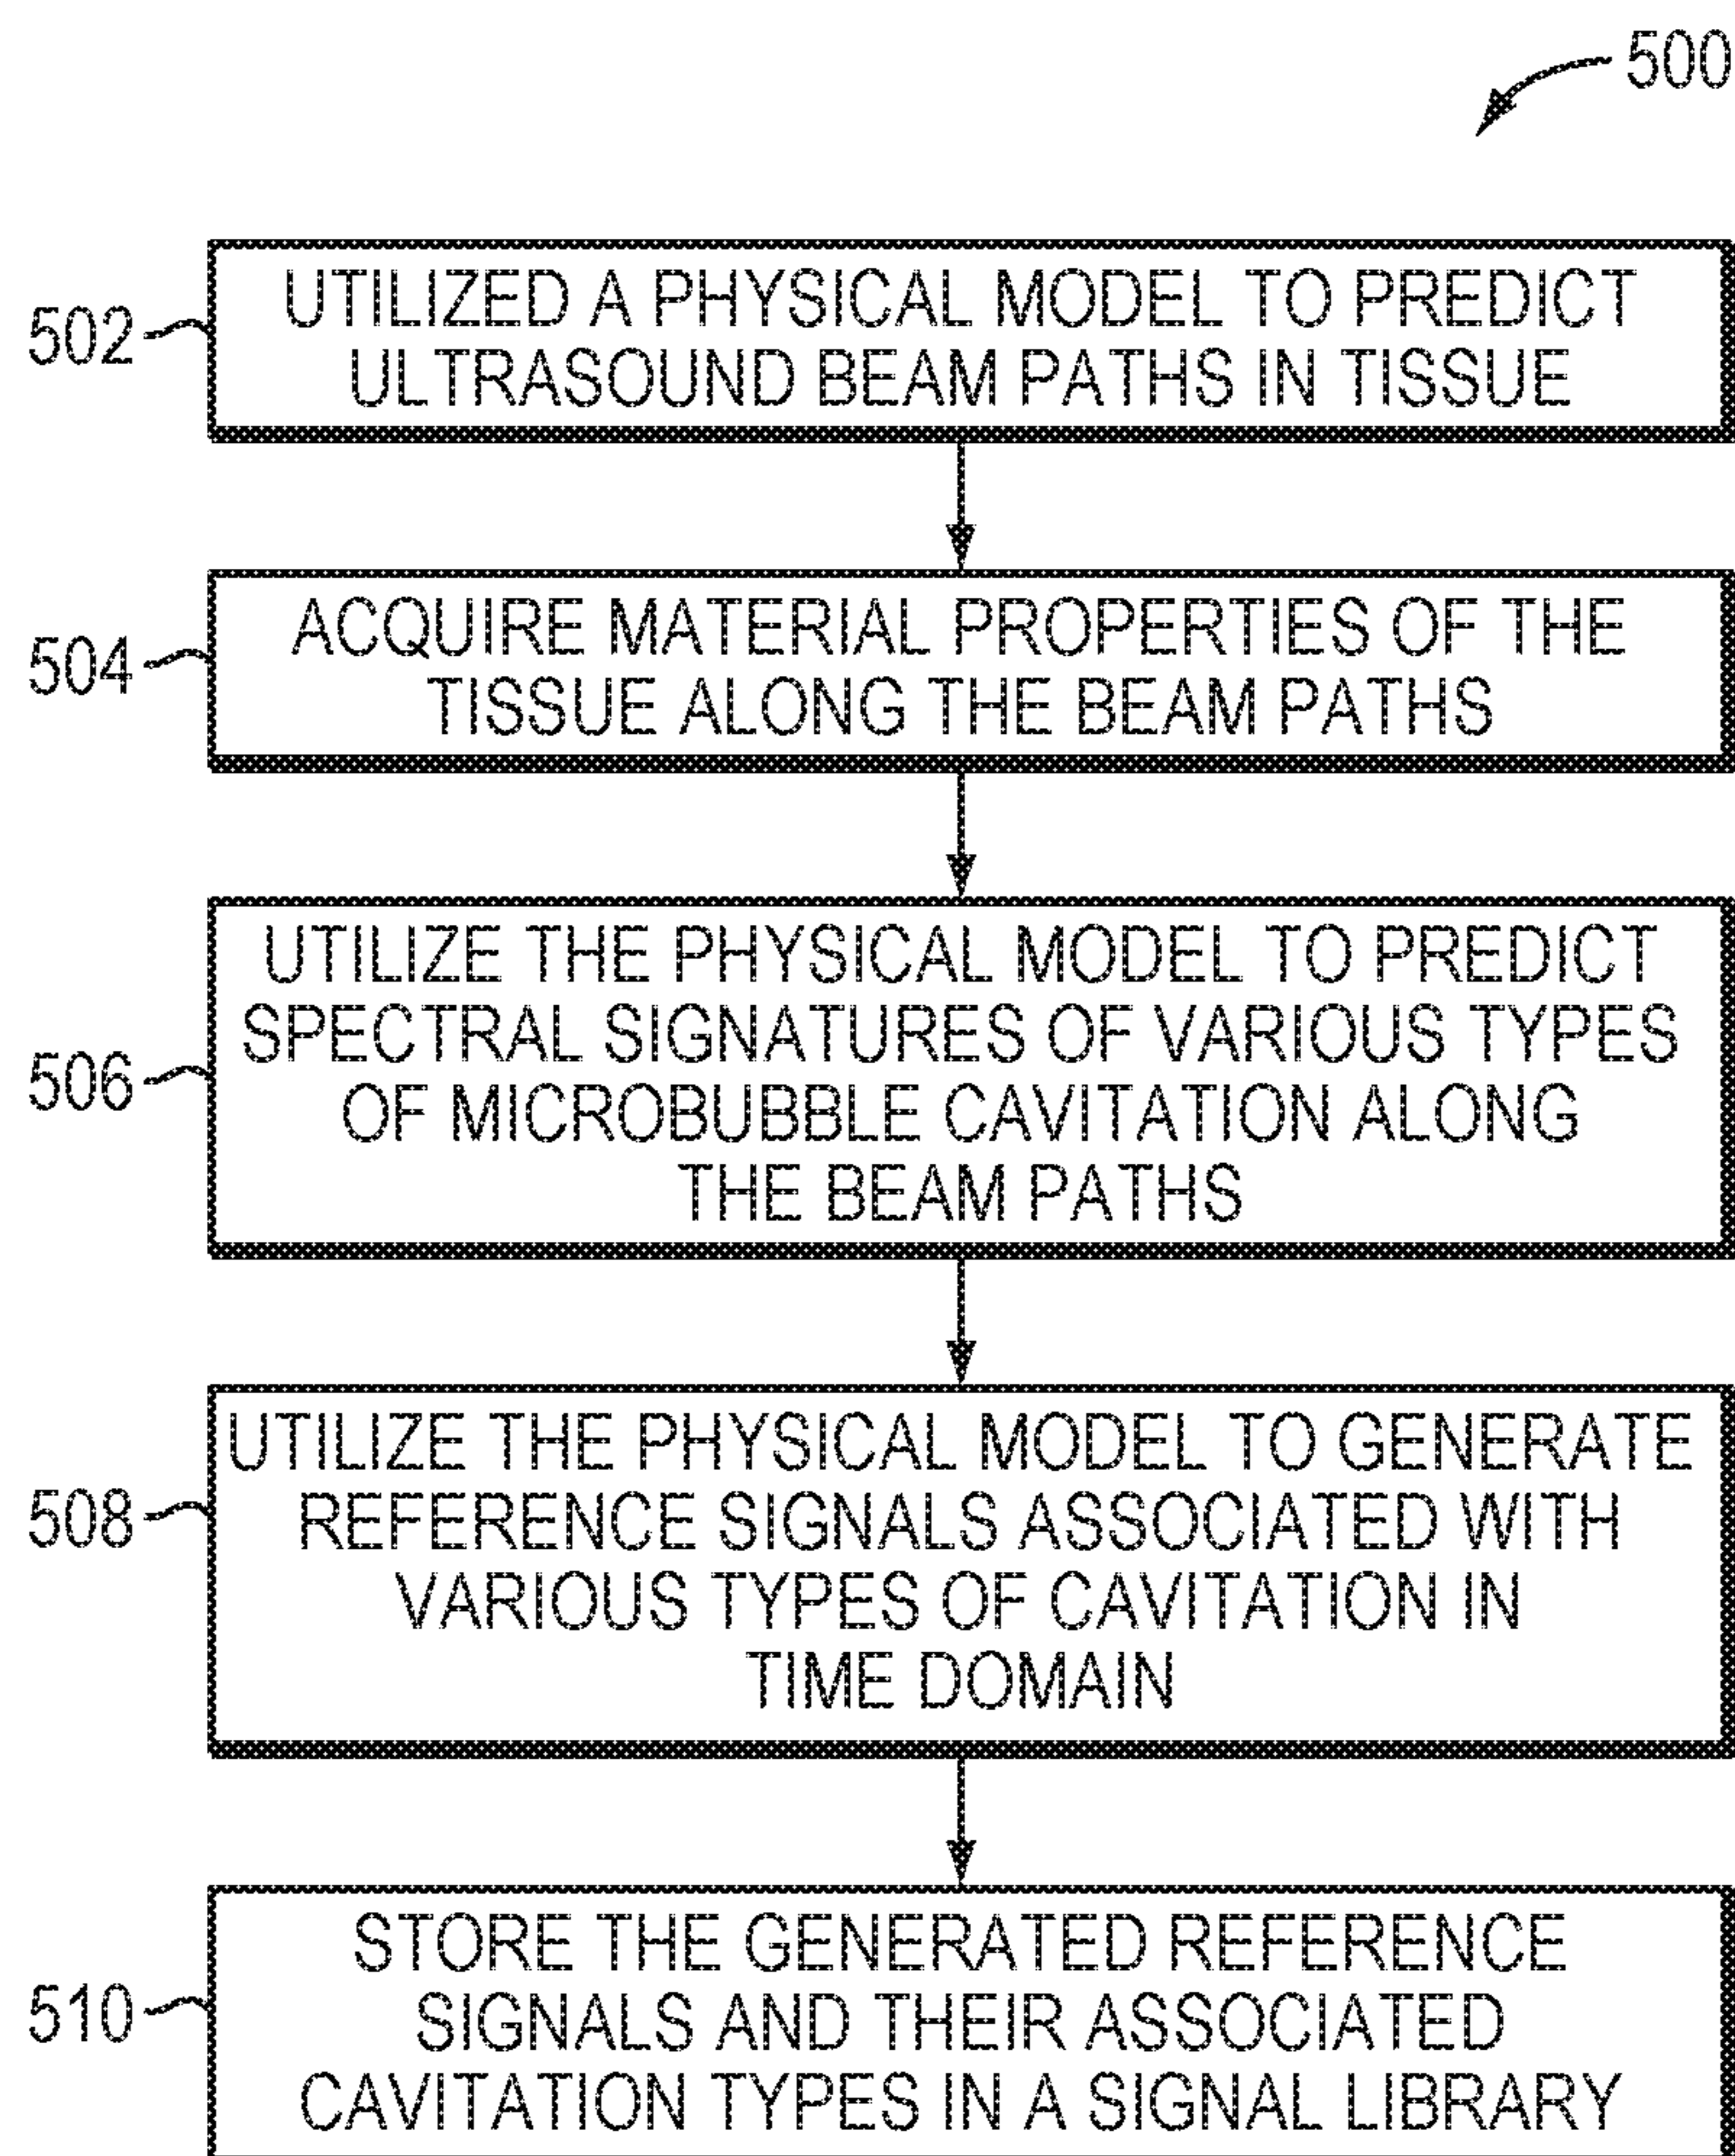 500
502
UTILIZED A PHYSICAL MODEL TO PREDICT
ULTRASOUND BEAM PATHS IN TISSUE
504
ACQUIRE MATERIAL PROPERTIES OF THE
TISSUE ALONG THE BEAM PATHS
506
UTILIZE THE PHYSICAL MODEL TO PREDICT
SPECTRAL SIGNATURES OF VARIOUS TYPES
OF MICROBUBBLE CAVITATION ALONG
THE BEAM PATHS
508
UTILIZE THE PHYSICAL MODEL TO GENERATE
REFERENCE SIGNALS ASSOCIATED WITH
VARIOUS TYPES OF CAVITATION IN
TIME DOMAIN
510
STORE THE GENERATED REFERENCE
SIGNALS AND THEIR ASSOCIATED
CAVITATION TYPES IN A SIGNAL LIBRARY